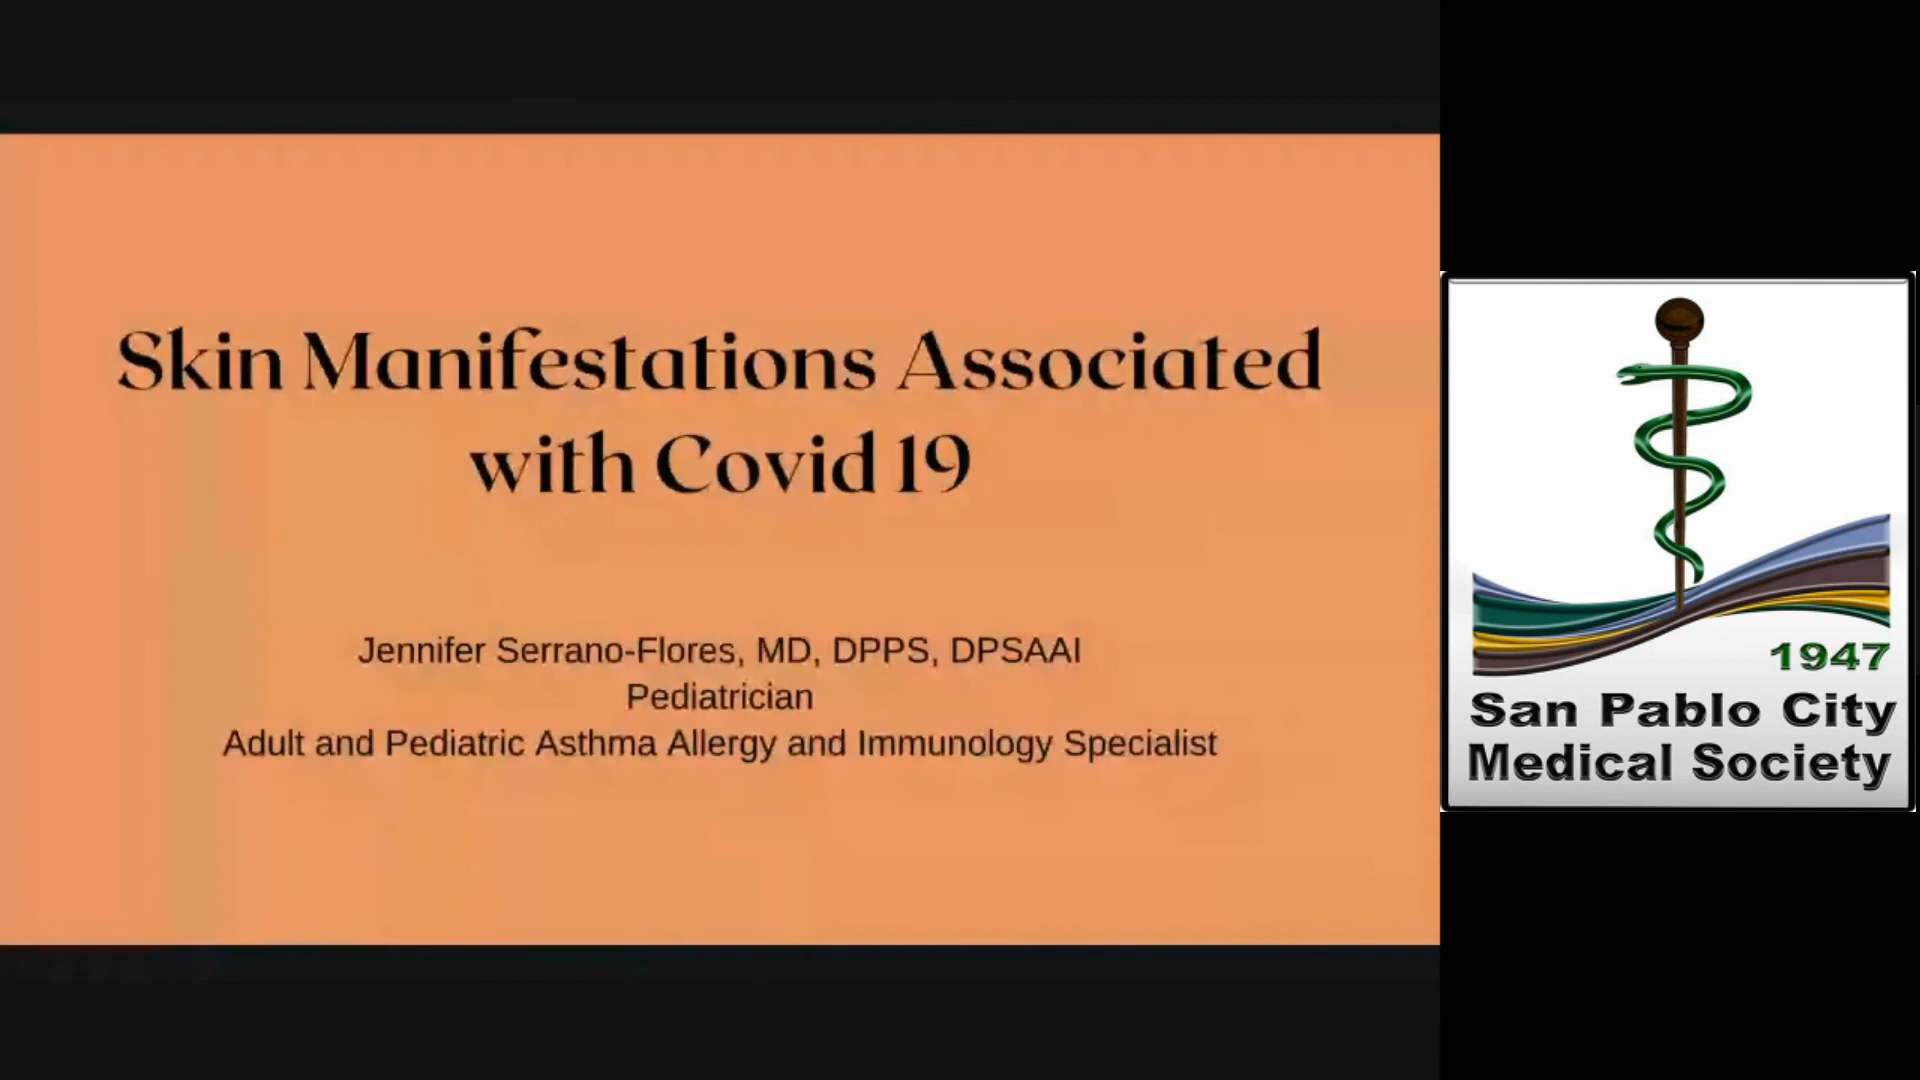 Skin Manifestations Associated
with Covid 19
Jennifer Serrano-Flores, MD, DPPS, DPSAAI
Pediatrician
Adult and Pediatric Asthma Allergy and Immunology Specialist
1947
San Pablo City
Medical Society